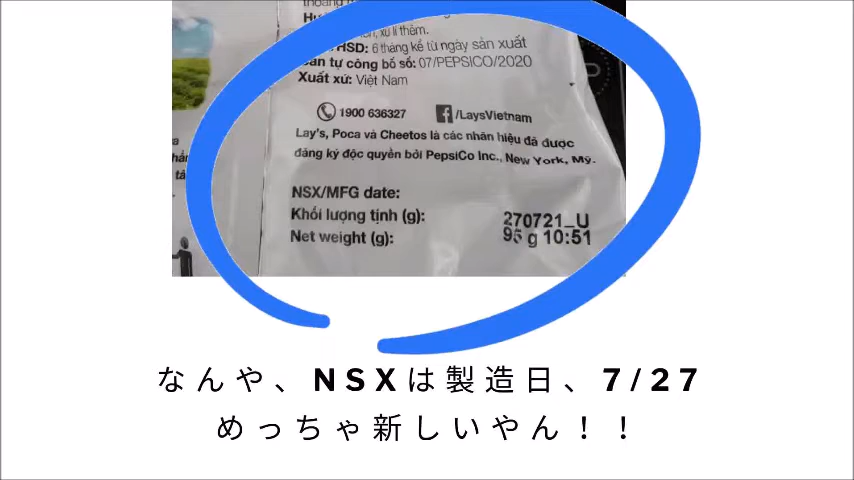 HSD: 6 tháng kể từ ngày sản xuất
tự công bố số: 07/PEPSICO/2020
Xuất xứ: Việt Nam
1900 636327 /LaysVietnam
Lay's, Poca và Cheetos là các nhãn hiệu đã được
đăng ký độc quyền bởi PepsiCo Inc., New York, Mỹ.
NSX/MFG date:
Khối lượng tịnh (g): 270721_U
Net weight (g): 95 g 10:51
なんや、NSXは製造日、7/27
めっちゃ新しいやん！！